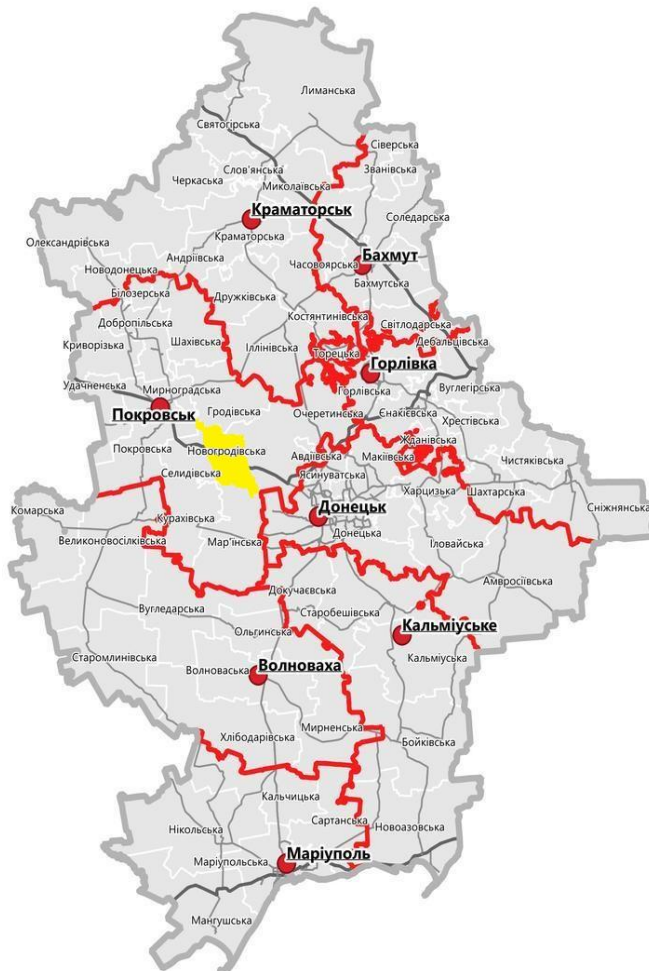 Лиманська
Святогірська
Сіверська
Званівська
Слов'янська
Черкаська
Миколаївська
Соледарська
Краматорськ
Краматорська
Олександрівська
Андріївська
Часовоярська
Бахмут
Бахмутська
Новодонецька
Білозерська
Дружківська
Костянтинівська
Світлодарська
Добропільська
Дебальцівська
Криворізька
Шахівська
Іллінівська
Торецька
Горлівка
Удачненська
Мирноградська
Горлівська
Вуглегірська
Покровськ
Гродівська
Очеретинська
Єнакієвська
Хрестівська
Покровська
Новогродівська
Авдіївська
Жданівська
Макіївська
Чистяківська
Селидівська
Ясинуватська
Харцизька
Шахтарська
Комарська
Курахівська
Донецьк
Сніжнянська
Великоновосілківська
Мар'їнська
Донецька
Іловайська
Амвросіївська
Докучаєвська
Вугледарська
Старобешівська
Ольгинська
Кальміуське
Старомлинівська
Волноваха
Волноваська
Кальміуська
Мирненська
Хлібодарівська
Бойківська
Кальчицька
Сартанська
Новоазовська
Нікольська
Маріуполь
Маріупольська
Мангушська